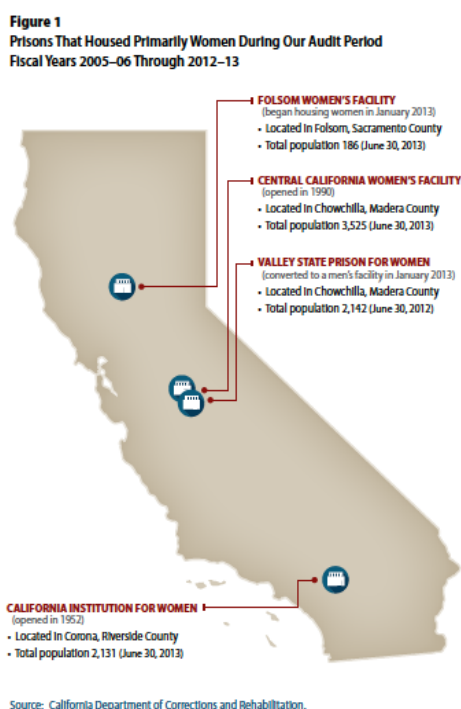 Figure 1
Prisons That Housed Primarily Women During Our Audit Period
Fiscal Years 2005–06 Through 2012–13
FOLSOM WOMEN'S FACILITY
(began housing women in January 2013)
• Located in Folsom, Sacramento County
• Total population 186 (June 30, 2013)
CENTRAL CALIFORNIA WOMEN'S FACILITY
(opened in 1990)
• Located in Chowchilla, Madera County
• Total population 3,525 (June 30, 2013)
VALLEY STATE PRISON FOR WOMEN
(converted to a men's facility in January 2013)
• Located in Chowchilla, Madera County
• Total population 2,142 (June 30, 2012)
CALIFORNIA INSTITUTION FOR WOMEN
(opened in 1952)
• Located in Corona, Riverside County
• Total population 2,131 (June 30, 2013)
Source: California Department of Corrections and Rehabilitation.